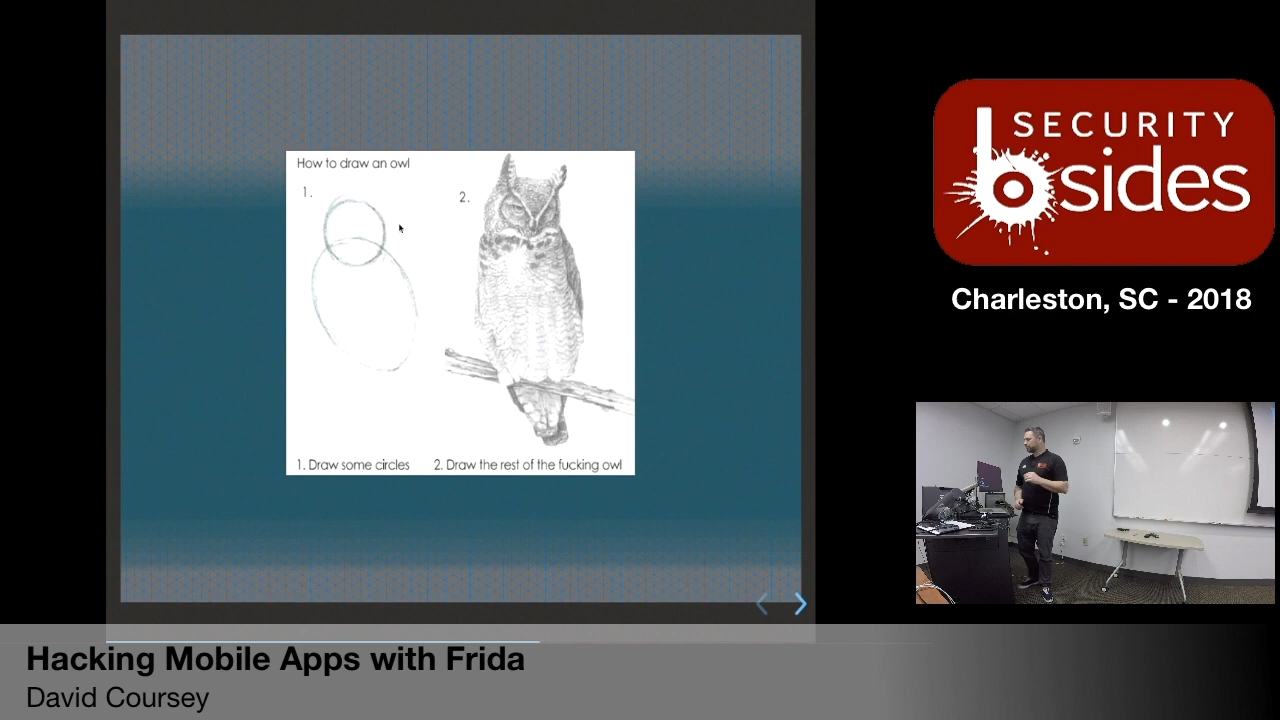 How to draw an owl
1.
2.
1. Draw some circles
2. Draw the rest of the fucking owl
SECURITY
bsides
Charleston, SC - 2018
Hacking Mobile Apps with Frida
David Coursey